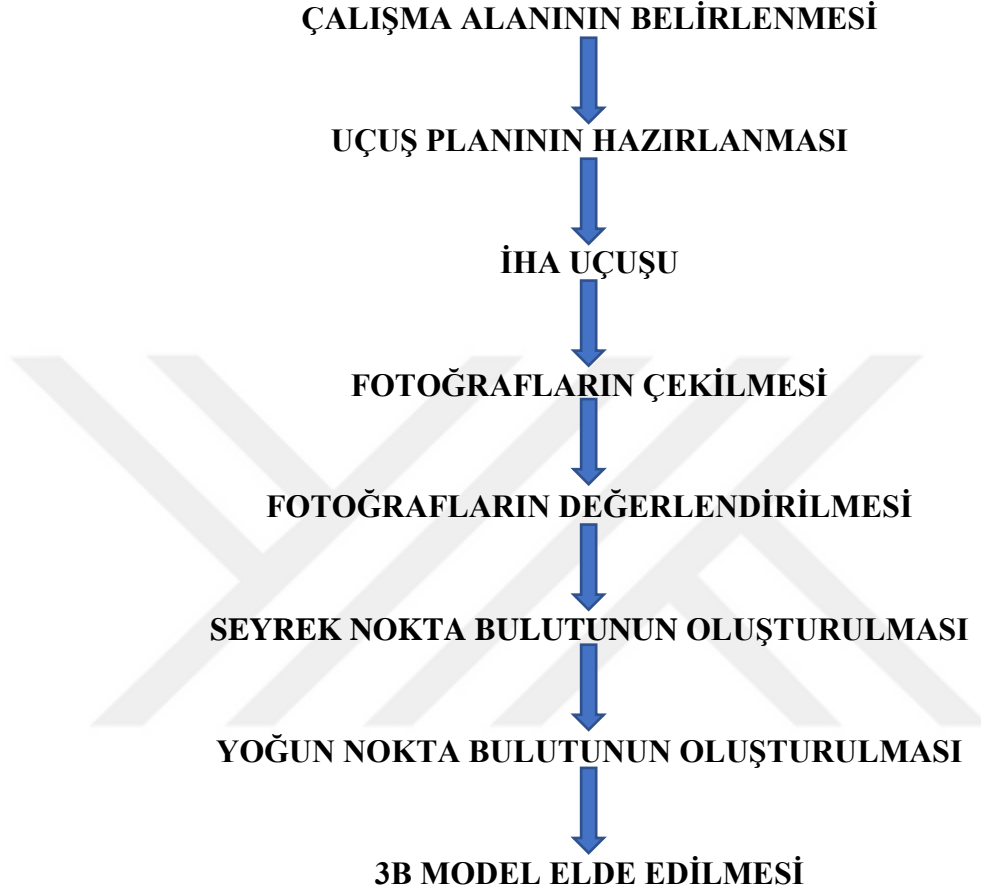 ÇALIŞMA ALANININ BELİRLENMESİ
UÇUŞ PLANININ HAZIRLANMASI
İHA UÇUŞU
FOTOĞRAFLARIN ÇEKİLMESİ
FOTOĞRAFLARIN DEĞERLENDİRİLMESİ
SEYREK NOKTA BULUTUNUN OLUŞTURULMASI
YOĞUN NOKTA BULUTUNUN OLUŞTURULMASI
3B MODEL ELDE EDİLMESİ